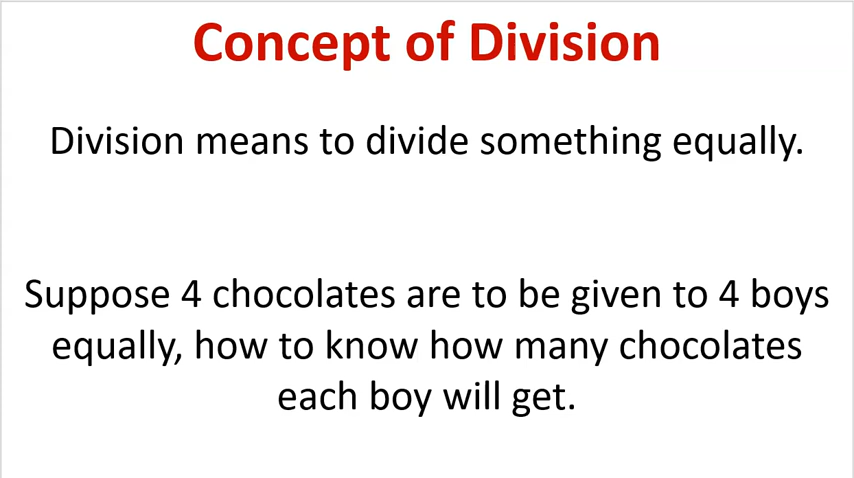 Concept of Division
Division means to divide something equally.
Suppose 4 chocolates are to be given to 4 boys
equally, how to know how many chocolates
each boy will get.